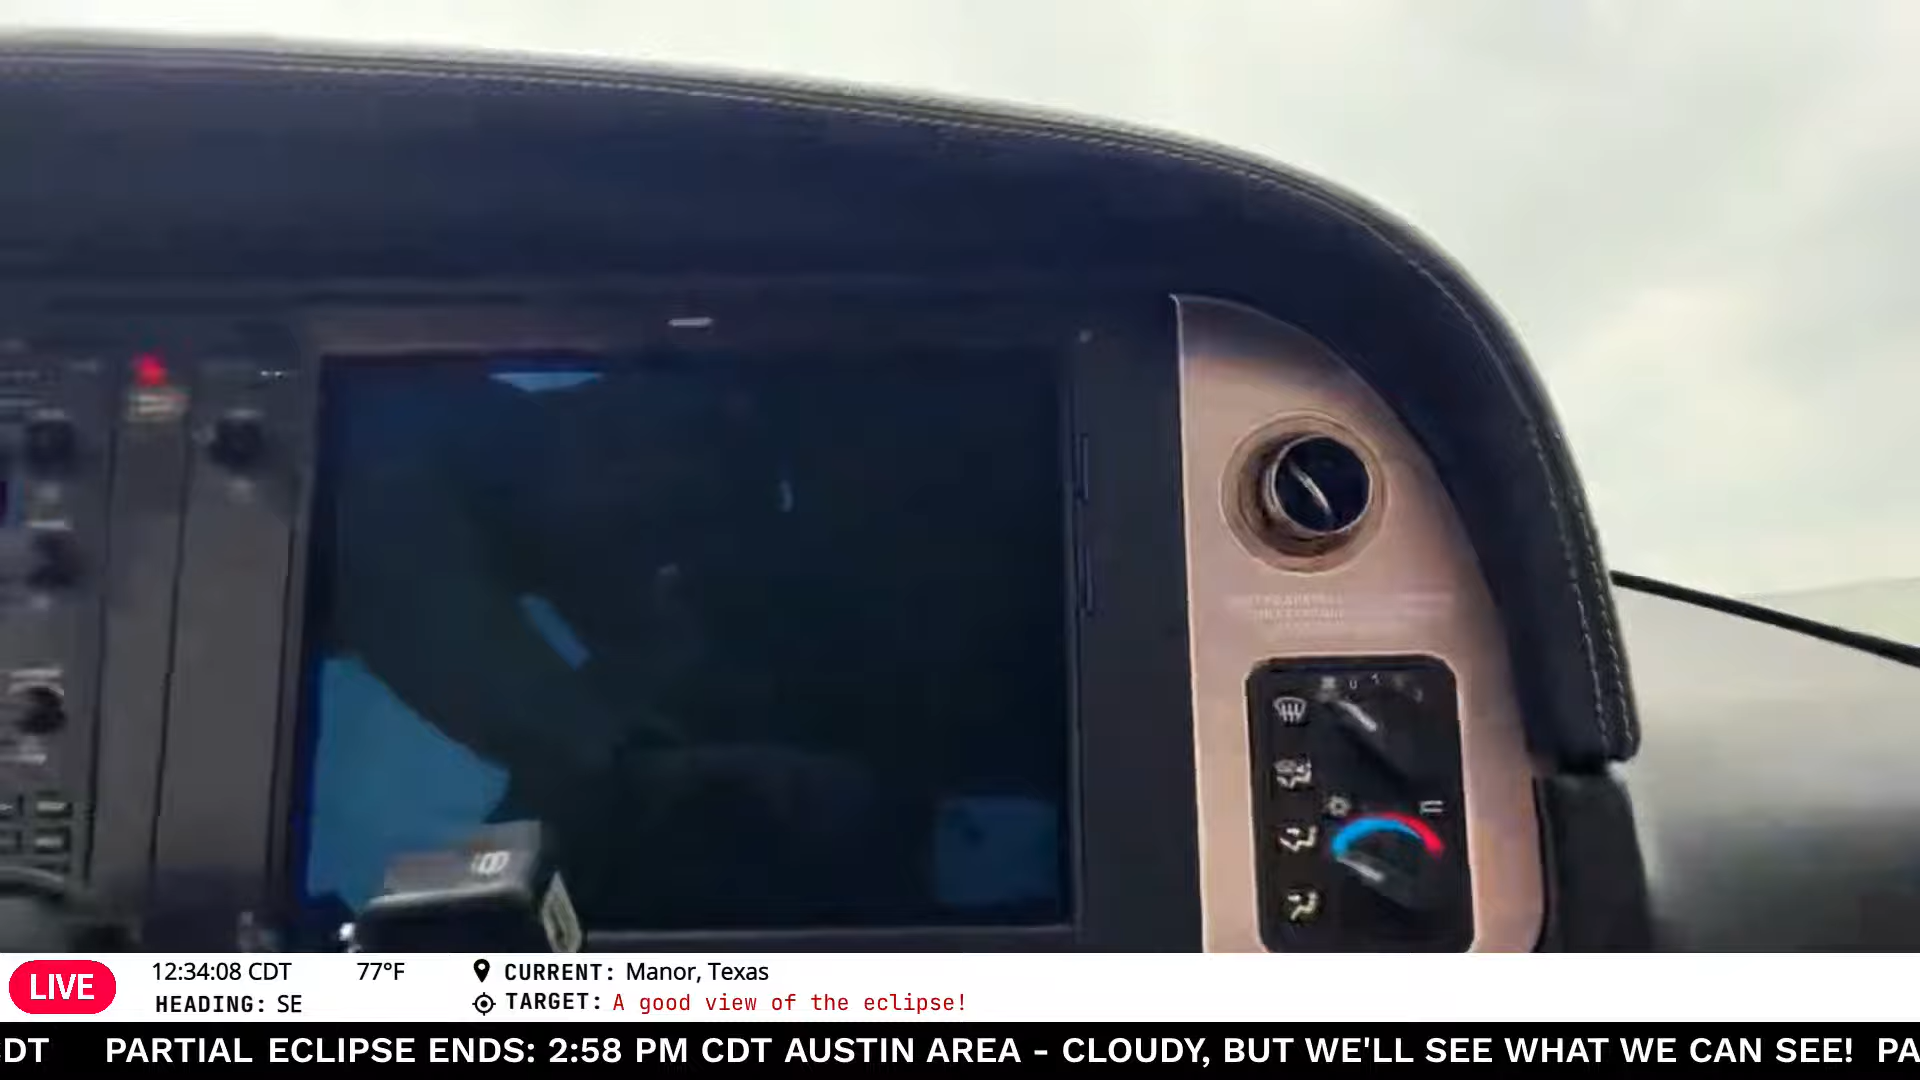 LIVE
12:34:08 CDT 77°F
HEADING: SE
CURRENT: Manor, Texas
TARGET: A good view of the eclipse!
CDT PARTIAL ECLIPSE ENDS: 2:58 PM CDT AUSTIN AREA - CLOUDY, BUT WE'LL SEE WHAT WE CAN SEE! PA